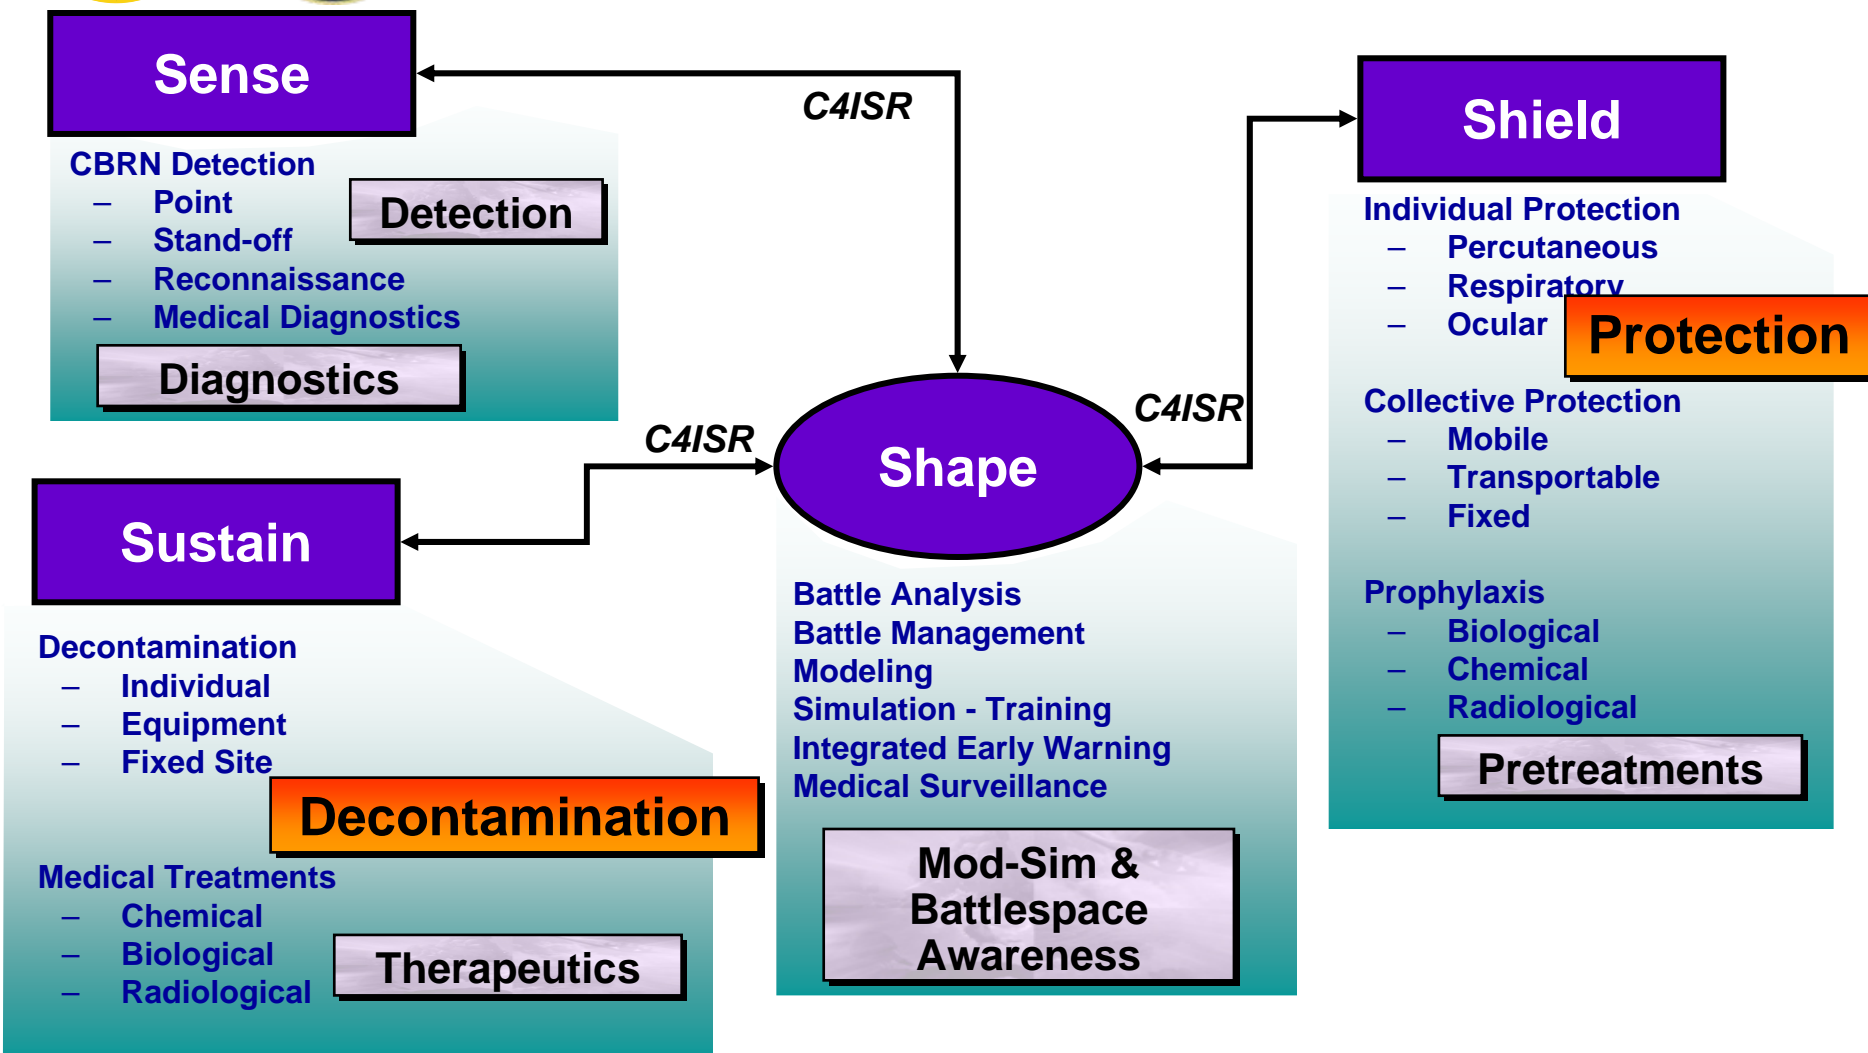 Sense
C4ISR
CBRN Detection
– Point
– Stand-off
– Reconnaissance
– Medical Diagnostics
Detection
Diagnostics
Shield
Individual Protection
– Percutaneous
– Respiratory
– Ocular
Protection
Collective Protection
– Mobile
– Transportable
– Fixed
Prophylaxis
– Biological
– Chemical
– Radiological
Pretreatments
C4ISR
C4ISR
Shape
Battle Analysis
Battle Management
Modeling
Simulation - Training
Integrated Early Warning
Medical Surveillance
Mod-Sim &
Battlespace
Awareness
Sustain
Decontamination
– Individual
– Equipment
– Fixed Site
Decontamination
Medical Treatments
– Chemical
– Biological
– Radiological
Therapeutics